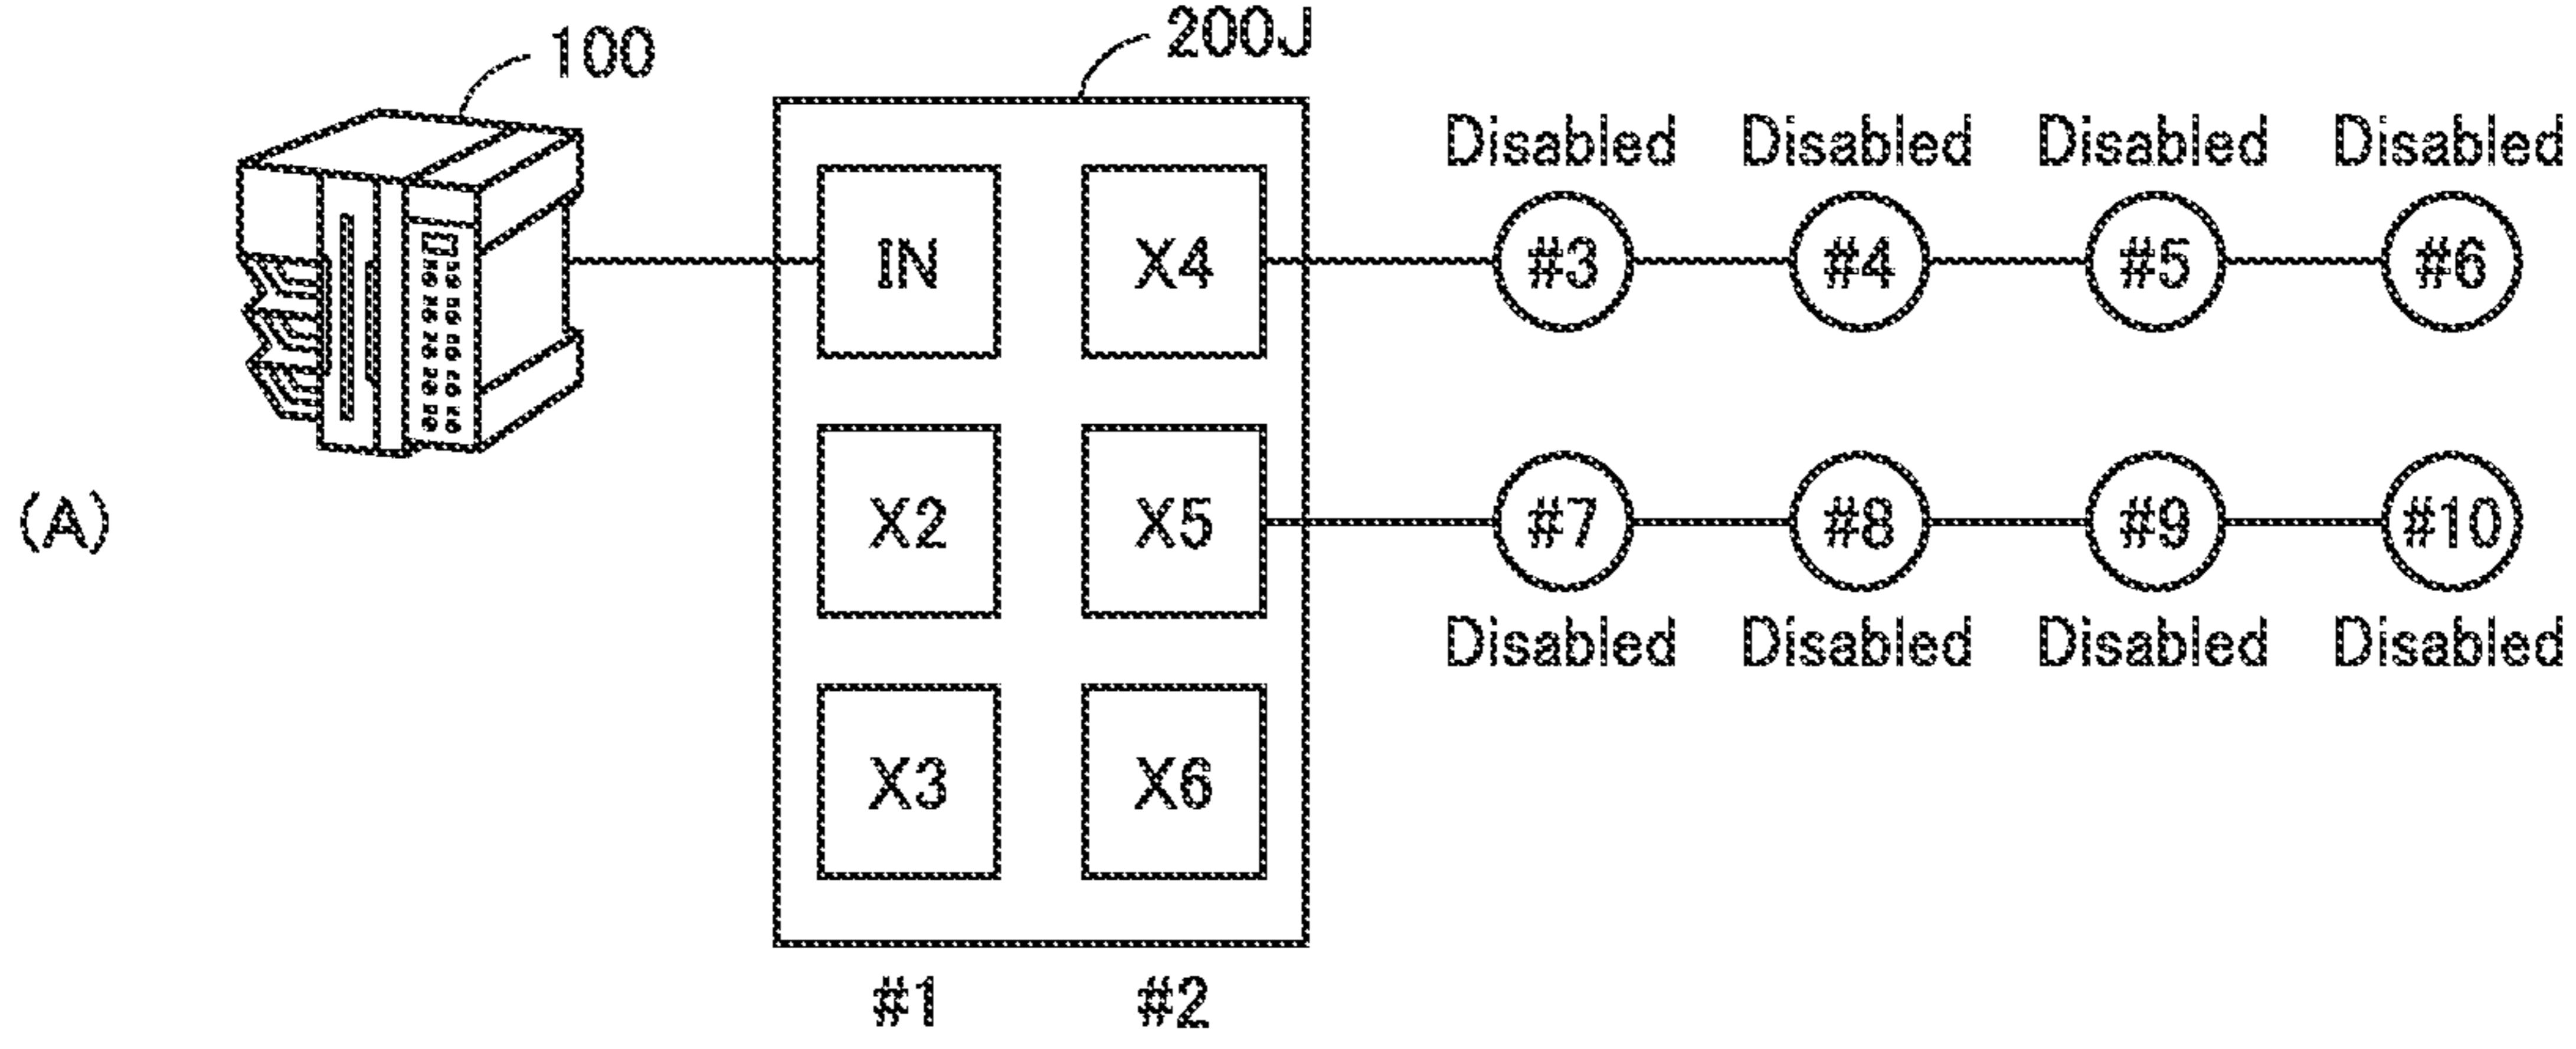 100
200J
Disabled Disabled Disabled Disabled
IN X4 #3 #4 #5 #6
(A) X2 X5 #7 #8 #9 #10
Disabled Disabled Disabled Disabled
X3 X6
#1 #2